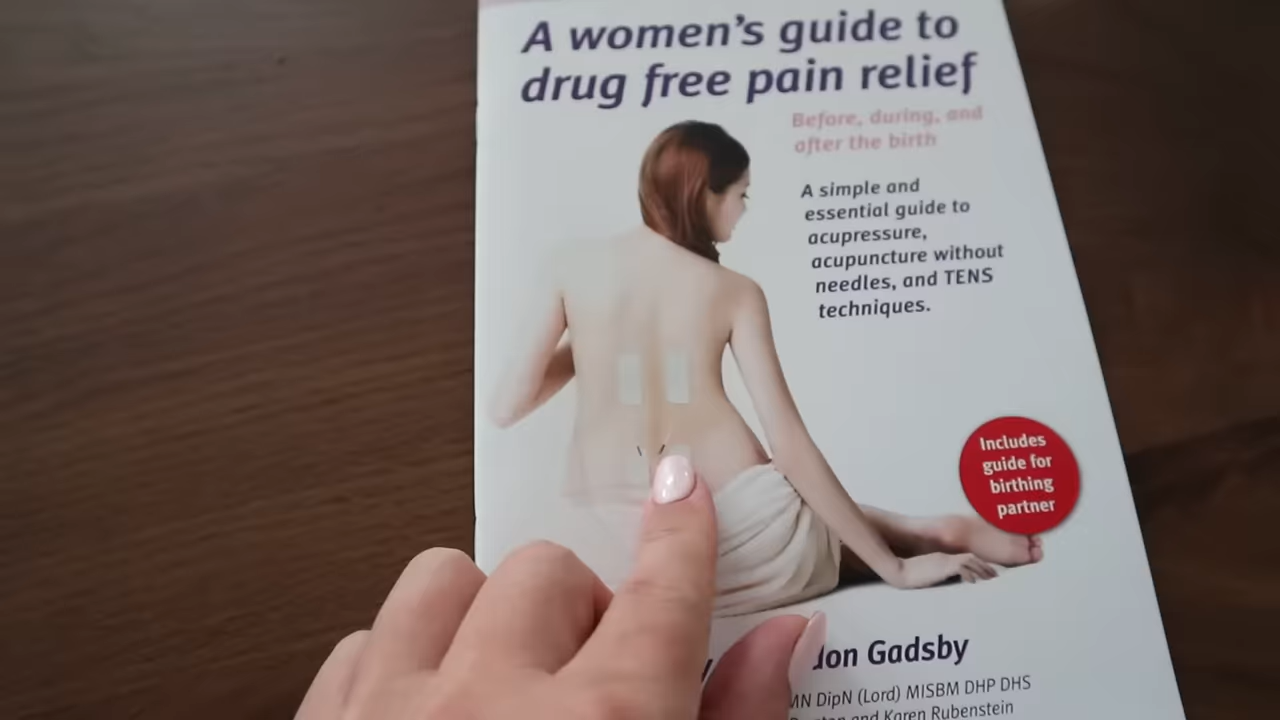 A women's guide to
drug free pain relief
Before, during, and
after the birth
A simple and
essential guide to
acupressure,
acupuncture without
needles, and TENS
techniques.
Includes
guide for
birthing
partner
Gadsby
DipN (Lord) MISBM DHP DHS
and Karen Rubenstein